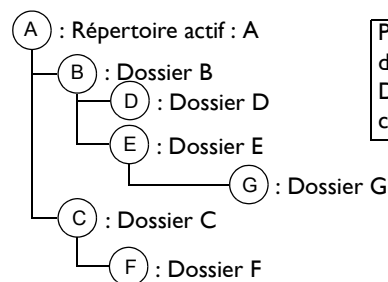 A : Répertoire actif : A
B : Dossier B
D : Dossier D
E : Dossier E
G : Dossier G
C : Dossier C
F : Dossier F